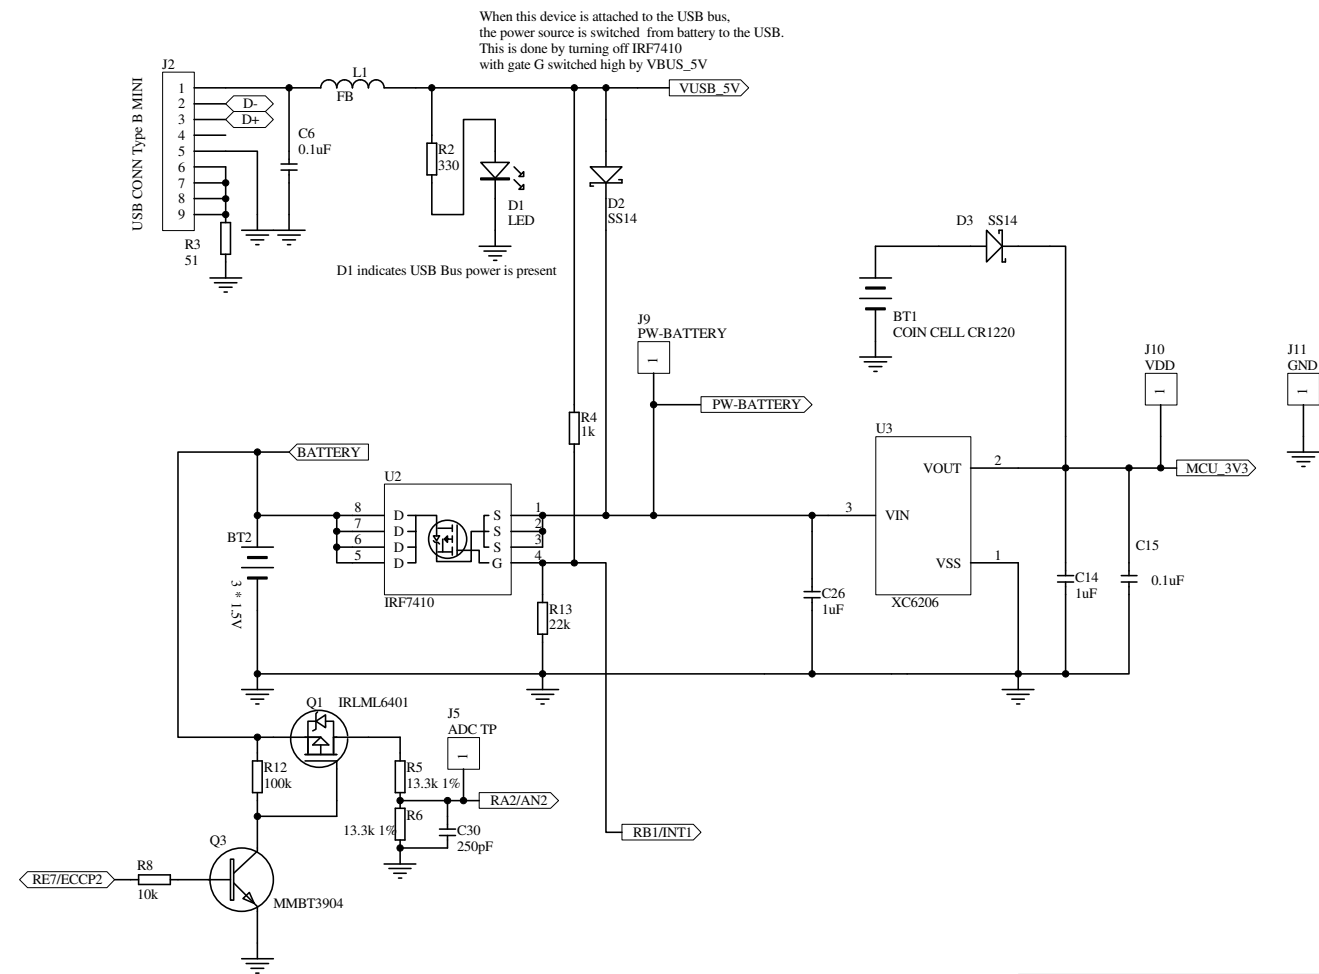 When this device is attached to the USB bus,
the power source is switched from battery to the USB.
This is done by turning off IRF7410
with gate G switched high by VBUS_5V
J2
USB CONN Type B MINI
1
2
3
4
5
6
7
8
9
D-
D+
L1
FB
C6
0.1uF
R2
330
D1
LED
VUSB_5V
D2
SS14
R3
51
D1 indicates USB Bus power is present
D3 SS14
BT1
COIN CELL CR1220
J9
PW-BATTERY
1
PW-BATTERY
J10
VDD
1
J11
GND
1
R4
1k
BATTERY
U2
8
7
6
5
D
D
D
D
S
S
S
G
1
2
3
4
IRF7410
BT2
3 * 1.5V
R13
22k
U3
VOUT
VIN
VSS
2
3
1
XC6206
MCU_3V3
C26
1uF
C14
1uF
C15
0.1uF
Q1 IRLML6401
J5
ADC TP
1
R12
100k
R5
13.3k 1%
RA2/AN2
R6
13.3k 1%
C30
250pF
RB1/INT1
Q3
RE7/ECCP2
R8
10k
MMBT3904